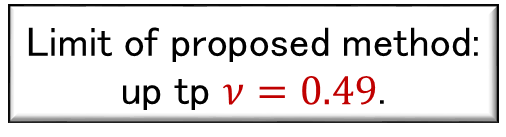 Limit of proposed method:
up tp ν = 0.49.